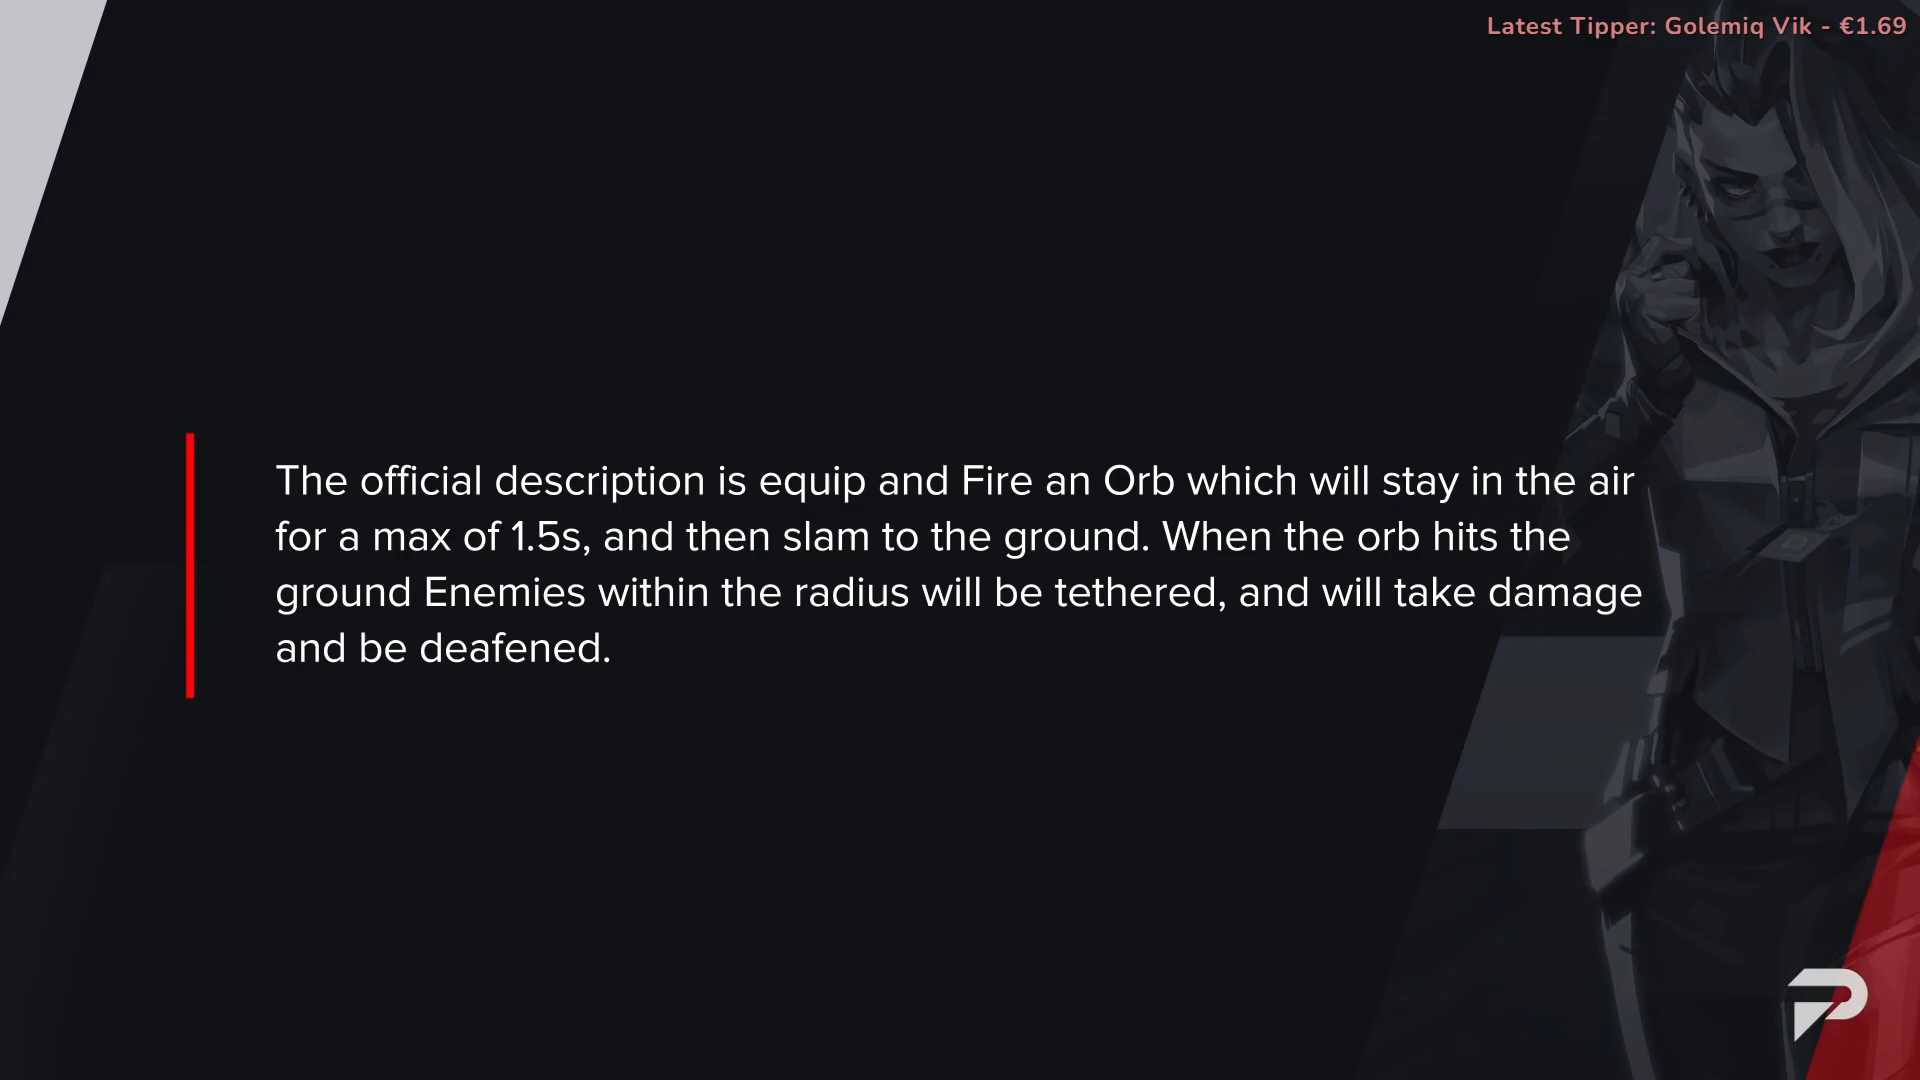 Latest Tipper: Golemiq Vik - €1.69
The official description is equip and Fire an Orb which will stay in the air
for a max of 1.5s, and then slam to the ground. When the orb hits the
ground Enemies within the radius will be tethered, and will take damage
and be deafened.